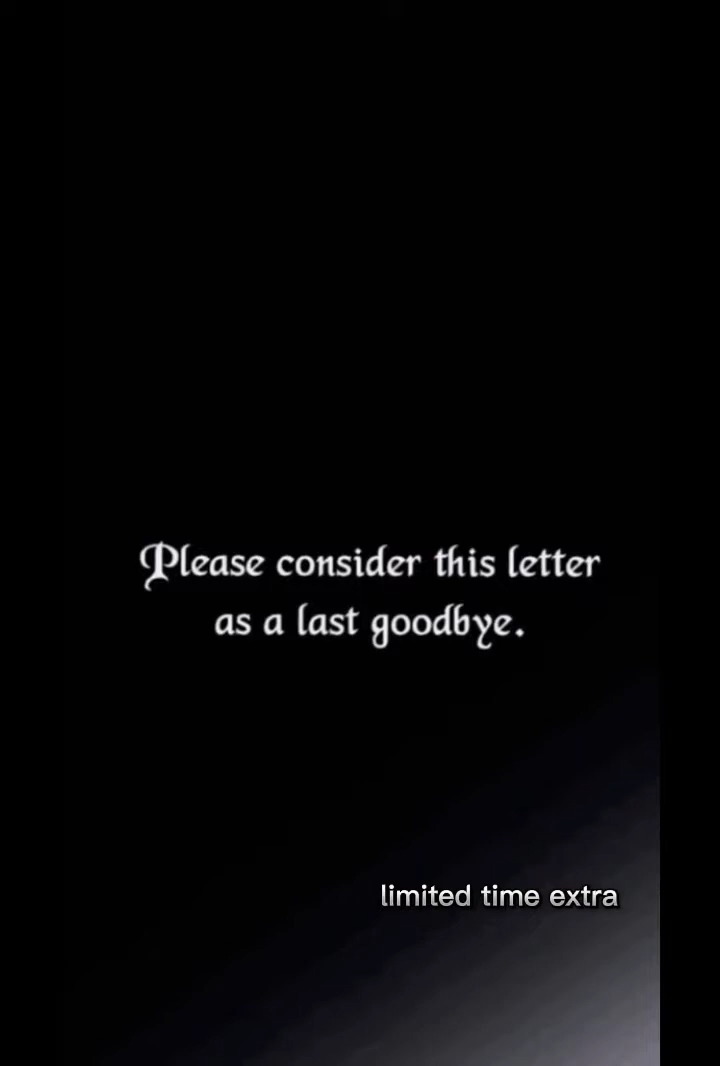 Please consider this letter
as a last goodbye.
limited time extra